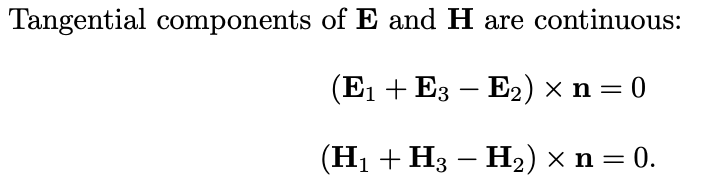 Tangential components of E and H are continuous:
(E₁ + E₃ − E₂) × n = 0
(H₁ + H₃ − H₂) × n = 0.